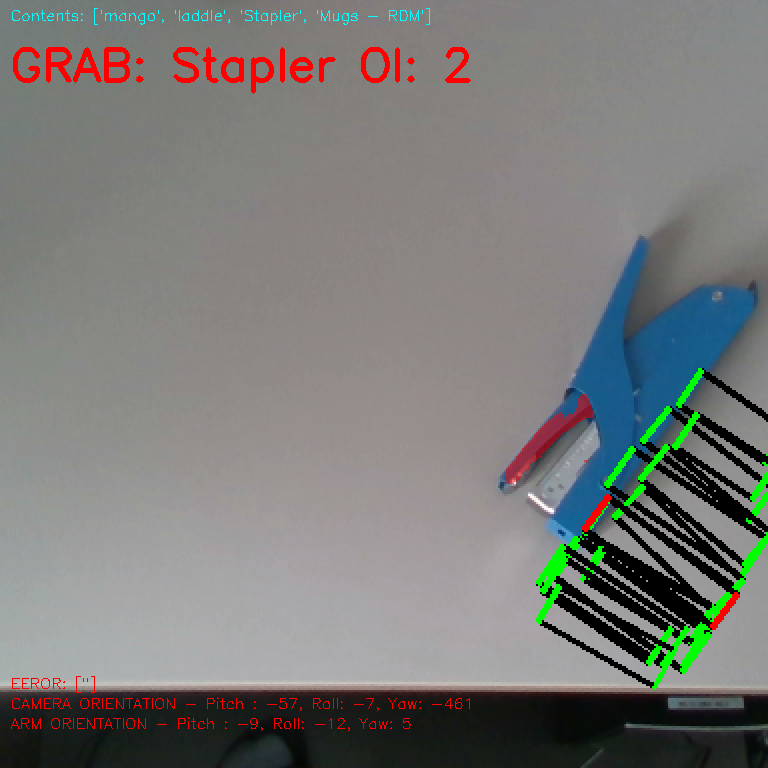 Contents: ['mango', 'laddle', 'Stapler', 'Mugs - RDM']
GRAB: Stapler OI: 2
EEROR: ['']
CAMERA ORIENTATION - Pitch : -57, Roll: -7, Yaw: -461
ARM ORIENTATION - Pitch : -9, Roll: -12, Yaw: 5